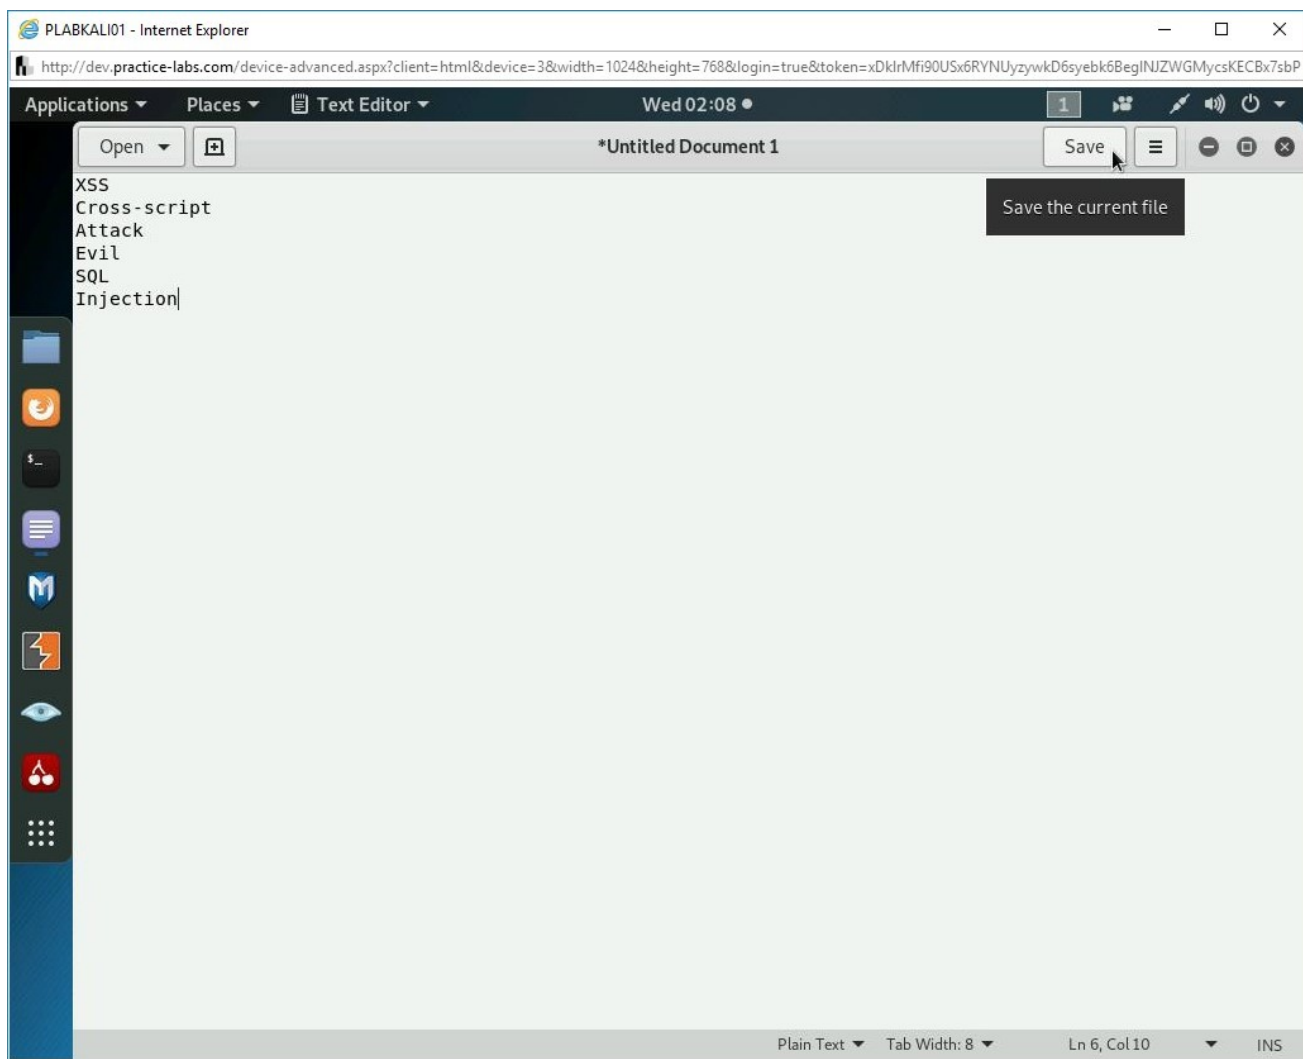 PLABKALI01 - Internet Explorer
http://dev.practice-labs.com/device-advanced.aspx?client=html&device=3&width=1024&height=768&login=true&token=xDkIrMfi90USx6RYNUyzywkD6syebk6BegINJZWGMycsKECBx7sbP
Applications Places Text Editor Wed 02:08 1
Open *Untitled Document 1 Save
XSS
Save the current file
Cross-script
Attack
Evil
SQL
Injection
$_
Plain Text Tab Width: 8 Ln 6, Col 10 INS